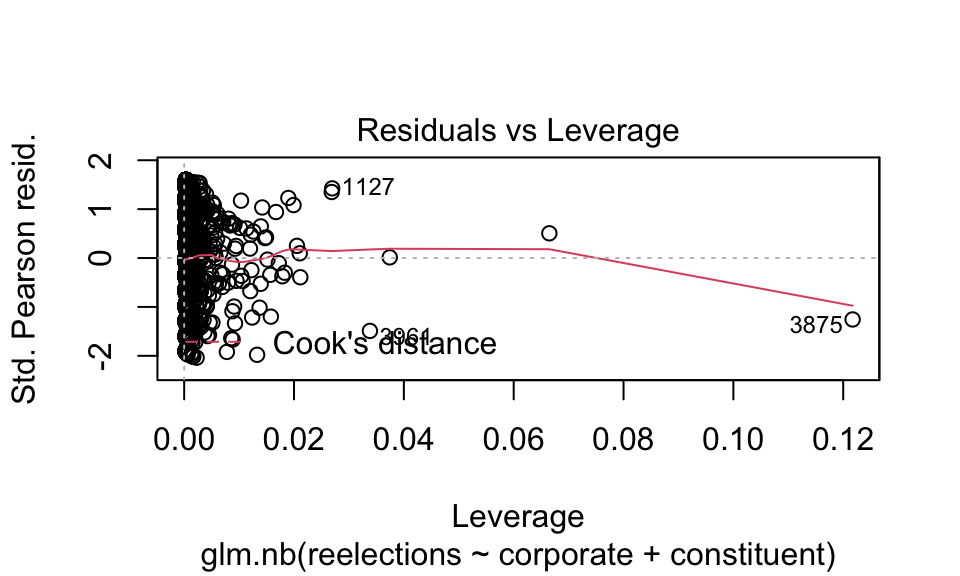 Residuals vs Leverage
Std. Pearson resid.
2
1
0
-2
1127
3961
3875
Cook's distance
0.00 0.02 0.04 0.06 0.08 0.10 0.12
Leverage
glm.nb(reelections ~ corporate + constituent)